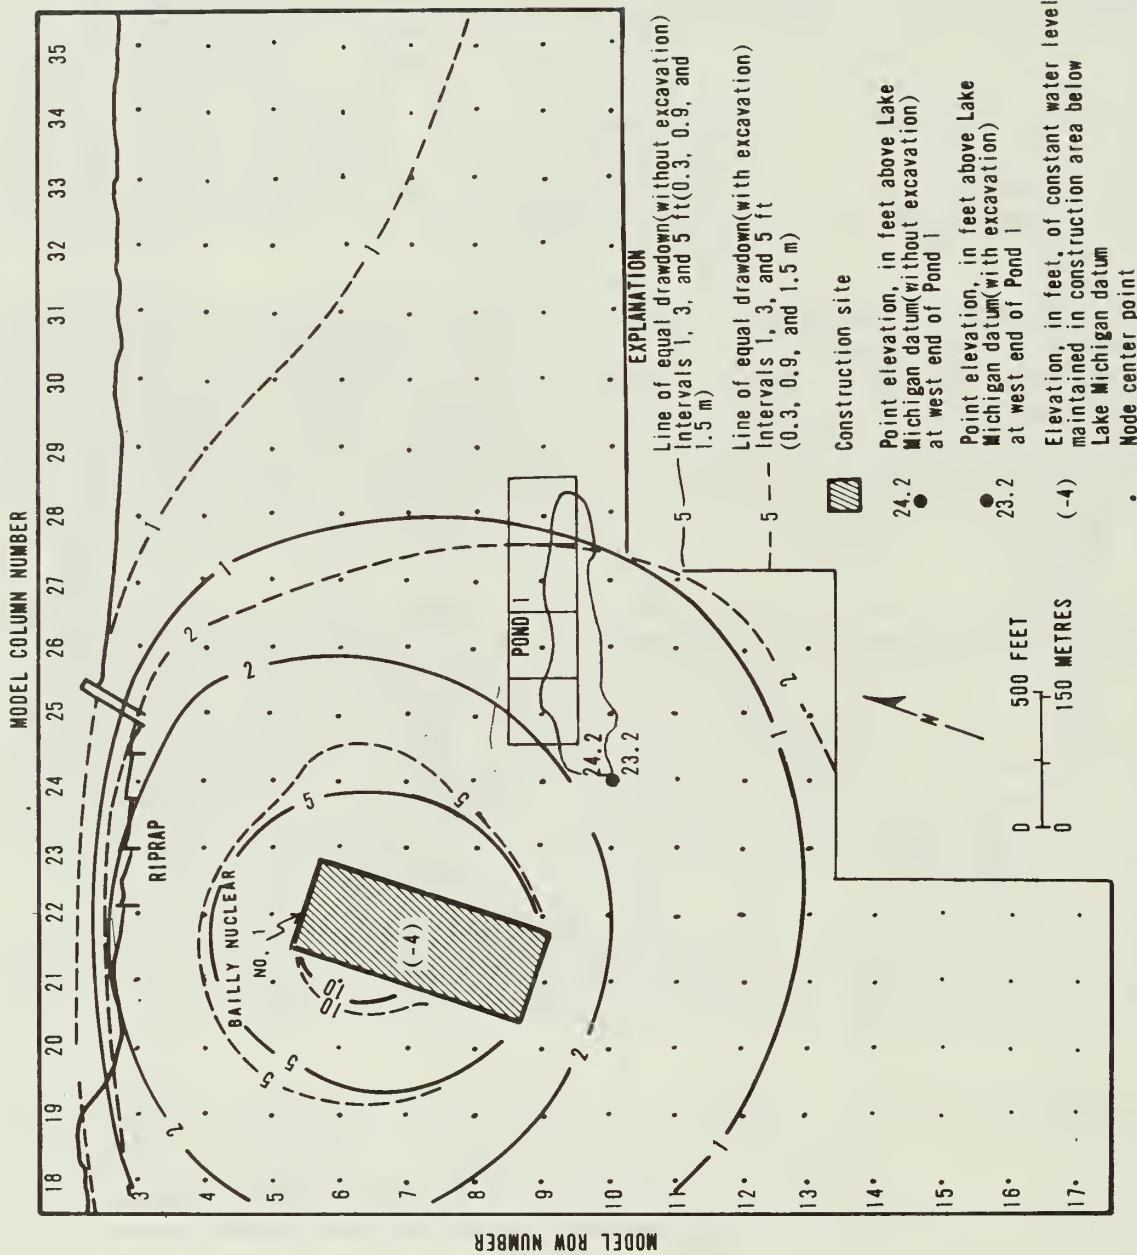 MODEL COLUMN NUMBER
18 19 20 21 22 23 24 25 26 27 28 29 30 31 32 33 34 35
MODEL ROW NUMBER
3
4
5
6
7
8
9
10
11
12
13
14
15
16
17
RIPRAP
BAILLY NUCLEAR
NO. 1
(-4)
10
10
5
5
5
5
2
2
2
2
2
1
1
1
1
1
1
POND 1
24.2
23.2
EXPLANATION
5
Line of equal drawdown(without excavation)
Intervals 1, 3, and 5 ft(0.3, 0.9, and
1.5 m)
5
Line of equal drawdown(with excavation)
Intervals 1, 3, and 5 ft
(0.3, 0.9, and 1.5 m)
Construction site
24.2
Point elevation, in feet above Lake
Michigan datum(without excavation)
at west end of Pond 1
23.2
Point elevation, in feet above Lake
Michigan datum(with excavation)
at west end of Pond 1
(-4)
Elevation, in feet, of constant water level
maintained in construction area below
Lake Michigan datum
Node center point
N
0 500 FEET
0 150 METRES